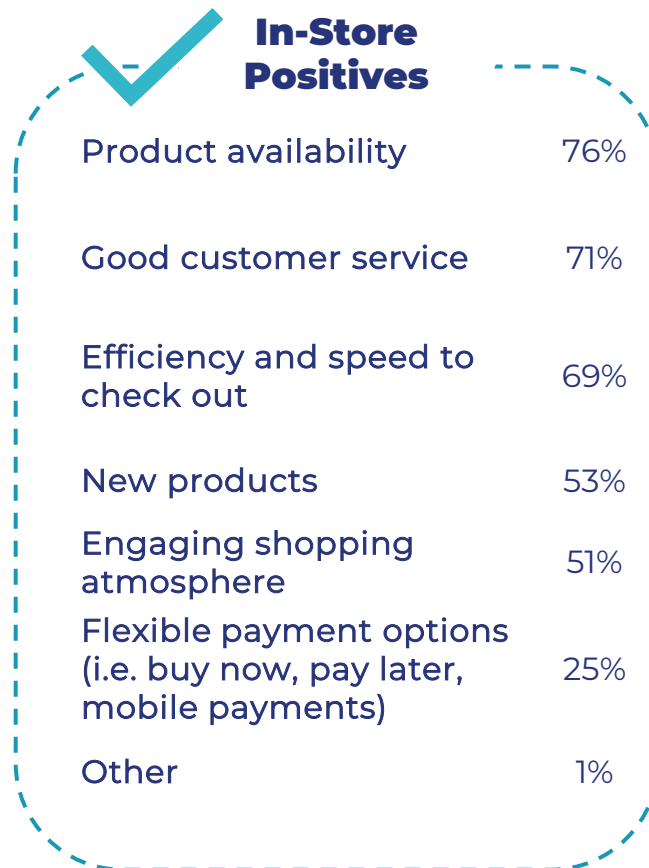 In-Store
Positives
Product availability 76%
Good customer service 71%
Efficiency and speed to
check out 69%
New products 53%
Engaging shopping
atmosphere 51%
Flexible payment options
(i.e. buy now, pay later,
mobile payments) 25%
Other 1%